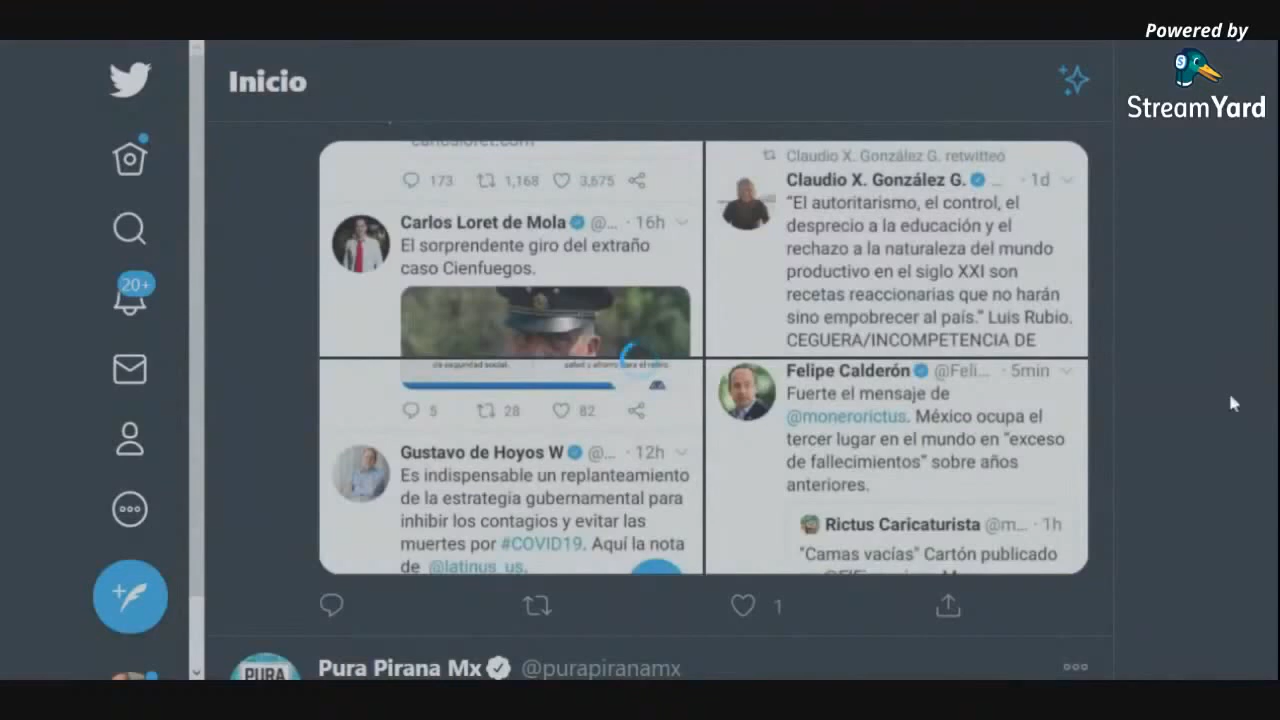 Powered by
StreamYard
Inicio
20+
173 1,168 3,675
Carlos Loret de Mola @... · 16h
El sorprendente giro del extraño
caso Cienfuegos.
5 28 82
Gustavo de Hoyos W @... · 12h
Es indispensable un replanteamiento
de la estrategia gubernamental para
inhibir los contagios y evitar las
muertes por #COVID19. Aquí la nota
de @latinus_us.
Claudio X. González G. retwitteó
Claudio X. González G. ... · 1d
"El autoritarismo, el control, el
desprecio a la educación y el
rechazo a la naturaleza del mundo
productivo en el siglo XXI son
recetas reaccionarias que no harán
sino empobrecer al país." Luis Rubio.
CEGUERA/INCOMPETENCIA DE
Felipe Calderón @Feli... · 5min
Fuerte el mensaje de
@monerorictus. México ocupa el
tercer lugar en el mundo en "exceso
de fallecimientos" sobre años
anteriores.
Rictus Caricaturista @m... · 1h
"Camas vacías" Cartón publicado
1
PURA
Pura Pirana Mx @purapiranamx